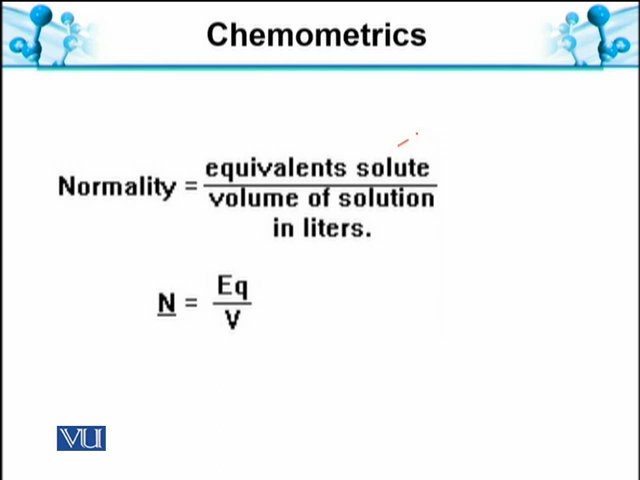 Chemometrics
Normality = equivalents solute
volume of solution
in liters.
N = Eq
V
VU